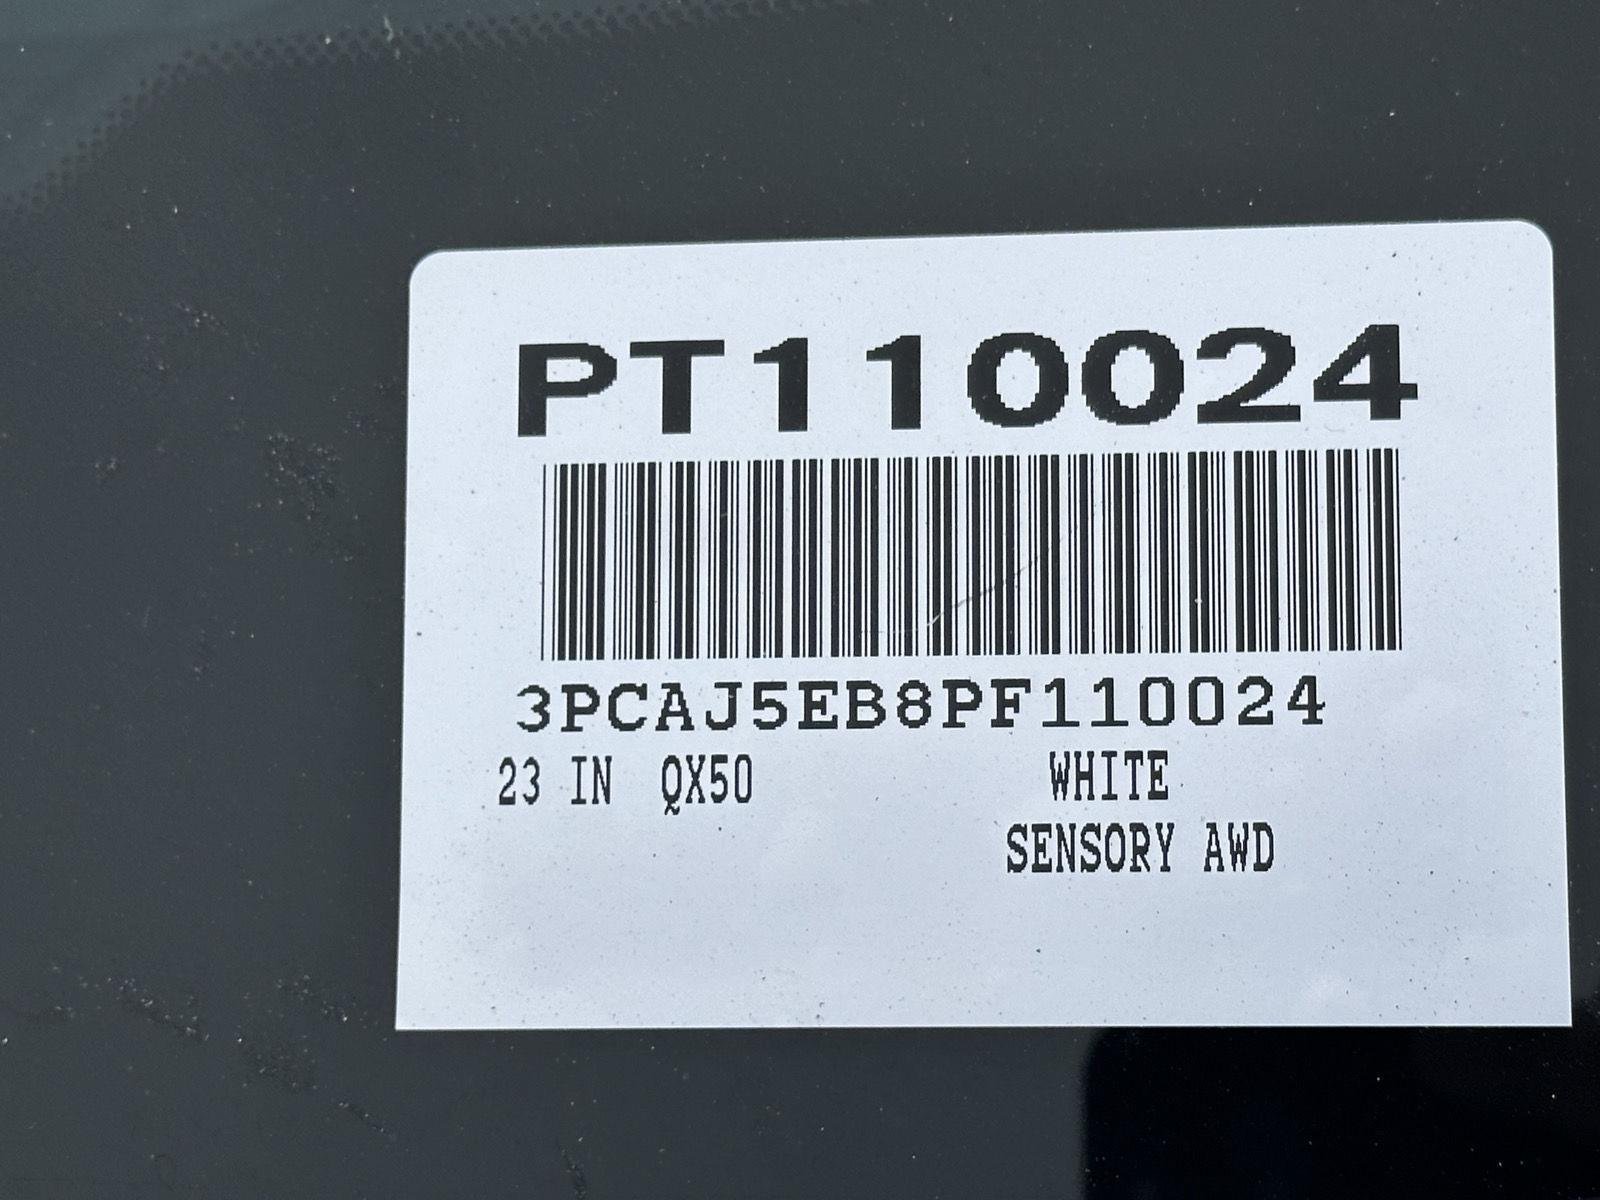 PT110024
3PCAJ5EB8PF110024
23 IN QX50 WHITE
SENSORY AWD